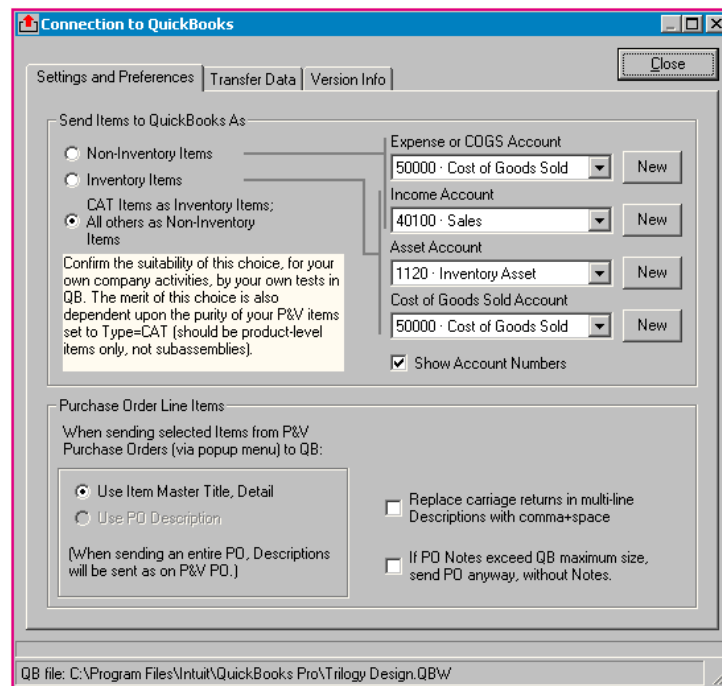 Connection to QuickBooks
Close
Settings and Preferences
Transfer Data
Version Info
Send Items to QuickBooks As
Non-Inventory Items
Inventory Items
CAT Items as Inventory Items;
All others as Non-Inventory
Items
Confirm the suitability of this choice, for your
own company activities, by your own tests in
QB. The merit of this choice is also
dependent upon the purity of your P&V items
set to Type=CAT (should be product-level
items only, not subassemblies).
Expense or COGS Account
50000 · Cost of Goods Sold
New
Income Account
40100 · Sales
New
Asset Account
1120 · Inventory Asset
New
Cost of Goods Sold Account
50000 · Cost of Goods Sold
New
Show Account Numbers
Purchase Order Line Items
When sending selected Items from P&V
Purchase Orders (via popup menu) to QB:
Use Item Master Title, Detail
Use PO Description
(When sending an entire PO, Descriptions
will be sent as on P&V PO.)
Replace carriage returns in multi-line
Descriptions with comma+space
If PO Notes exceed QB maximum size,
send PO anyway, without Notes.
QB file: C:\Program Files\Intuit\QuickBooks Pro\Trilogy Design.QBW